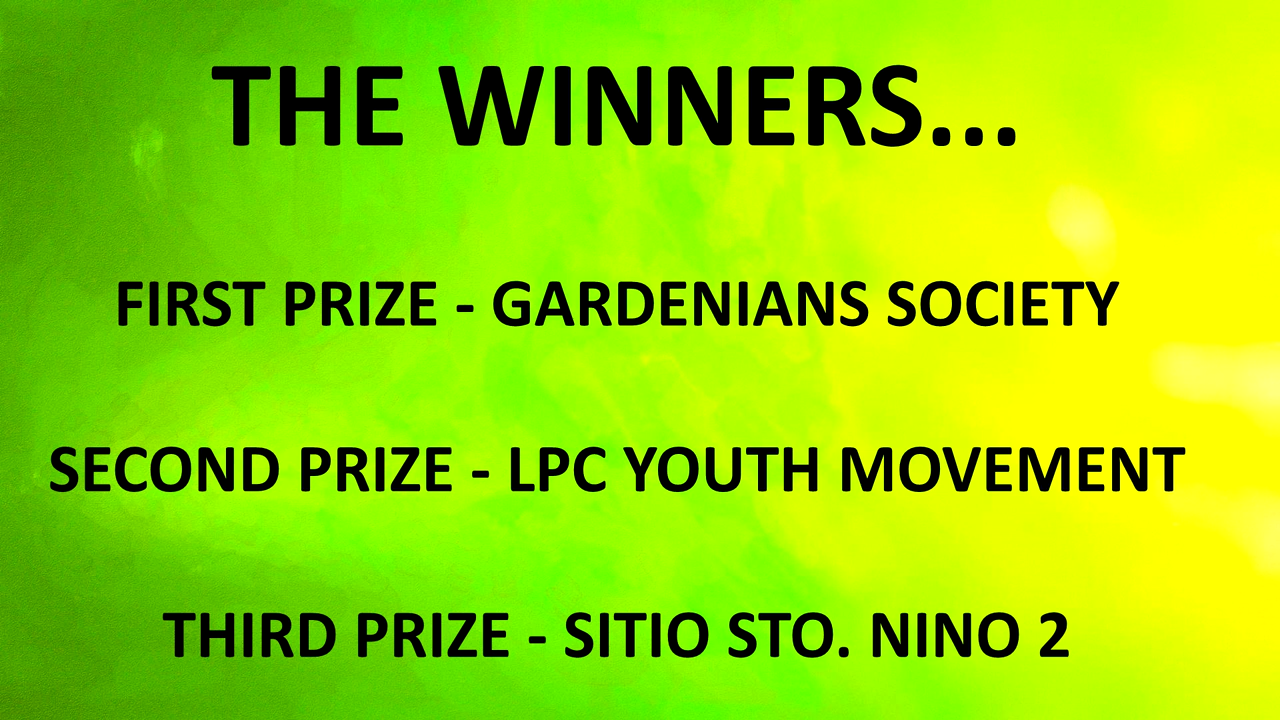 THE WINNERS...
FIRST PRIZE - GARDENIANS SOCIETY
SECOND PRIZE - LPC YOUTH MOVEMENT
THIRD PRIZE - SITIO STO. NINO 2